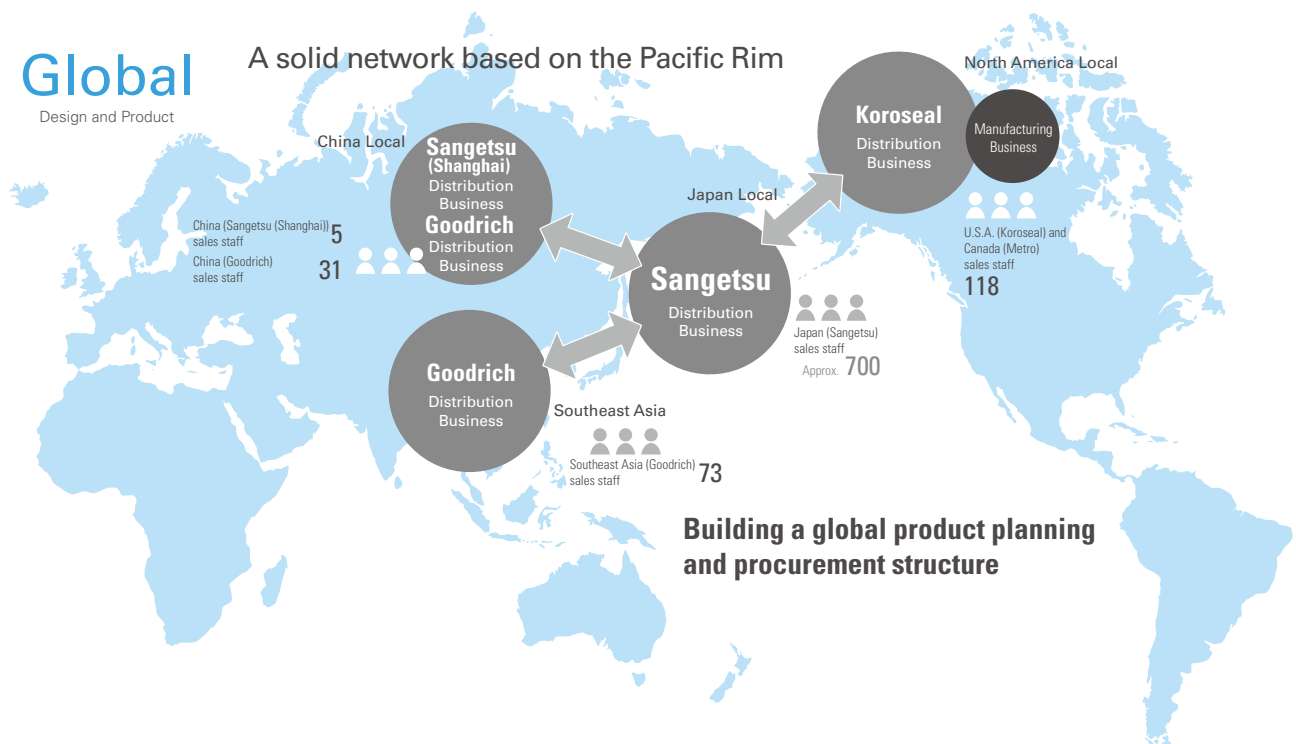 Global
Design and Product
A solid network based on the Pacific Rim
China Local
Sangetsu
(Shanghai)
Distribution
Business
Goodrich
Distribution
Business
China (Sangetsu (Shanghai))
sales staff
5
China (Goodrich)
sales staff
31
Goodrich
Distribution
Business
Southeast Asia
Southeast Asia (Goodrich)
sales staff
73
Japan Local
Sangetsu
Distribution
Business
Japan (Sangetsu)
sales staff
Approx. 700
North America Local
Koroseal
Distribution
Business
Manufacturing
Business
U.S.A. (Koroseal) and
Canada (Metro)
sales staff
118
Building a global product planning
and procurement structure